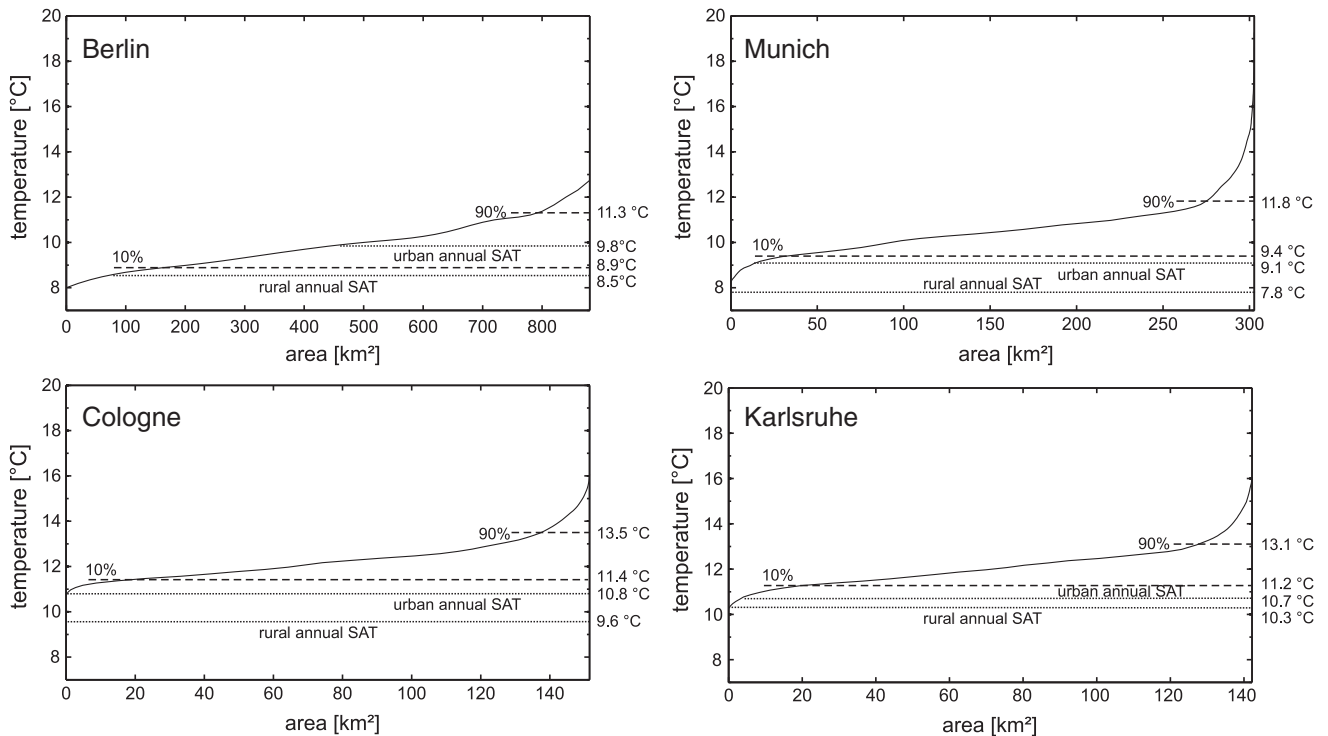 Berlin
temperature [°C]
20
18
16
14
12
10
8
90%
10%
11.3 °C
9.8°C
urban annual SAT
8.9°C
8.5°C
rural annual SAT
0 100 200 300 400 500 600 700 800
area [km²]
Munich
temperature [°C]
20
18
16
14
12
10
8
90%
10%
11.8 °C
9.4 °C
urban annual SAT
9.1 °C
rural annual SAT
7.8 °C
0 50 100 150 200 250 300
area [km²]
Cologne
temperature [°C]
20
18
16
14
12
10
8
90%
10%
13.5 °C
11.4 °C
10.8 °C
urban annual SAT
9.6 °C
rural annual SAT
0 20 40 60 80 100 120 140
area [km²]
Karlsruhe
temperature [°C]
20
18
16
14
12
10
8
90%
10%
13.1 °C
11.2 °C
urban annual SAT
10.7 °C
rural annual SAT
10.3 °C
0 20 40 60 80 100 120 140
area [km²]